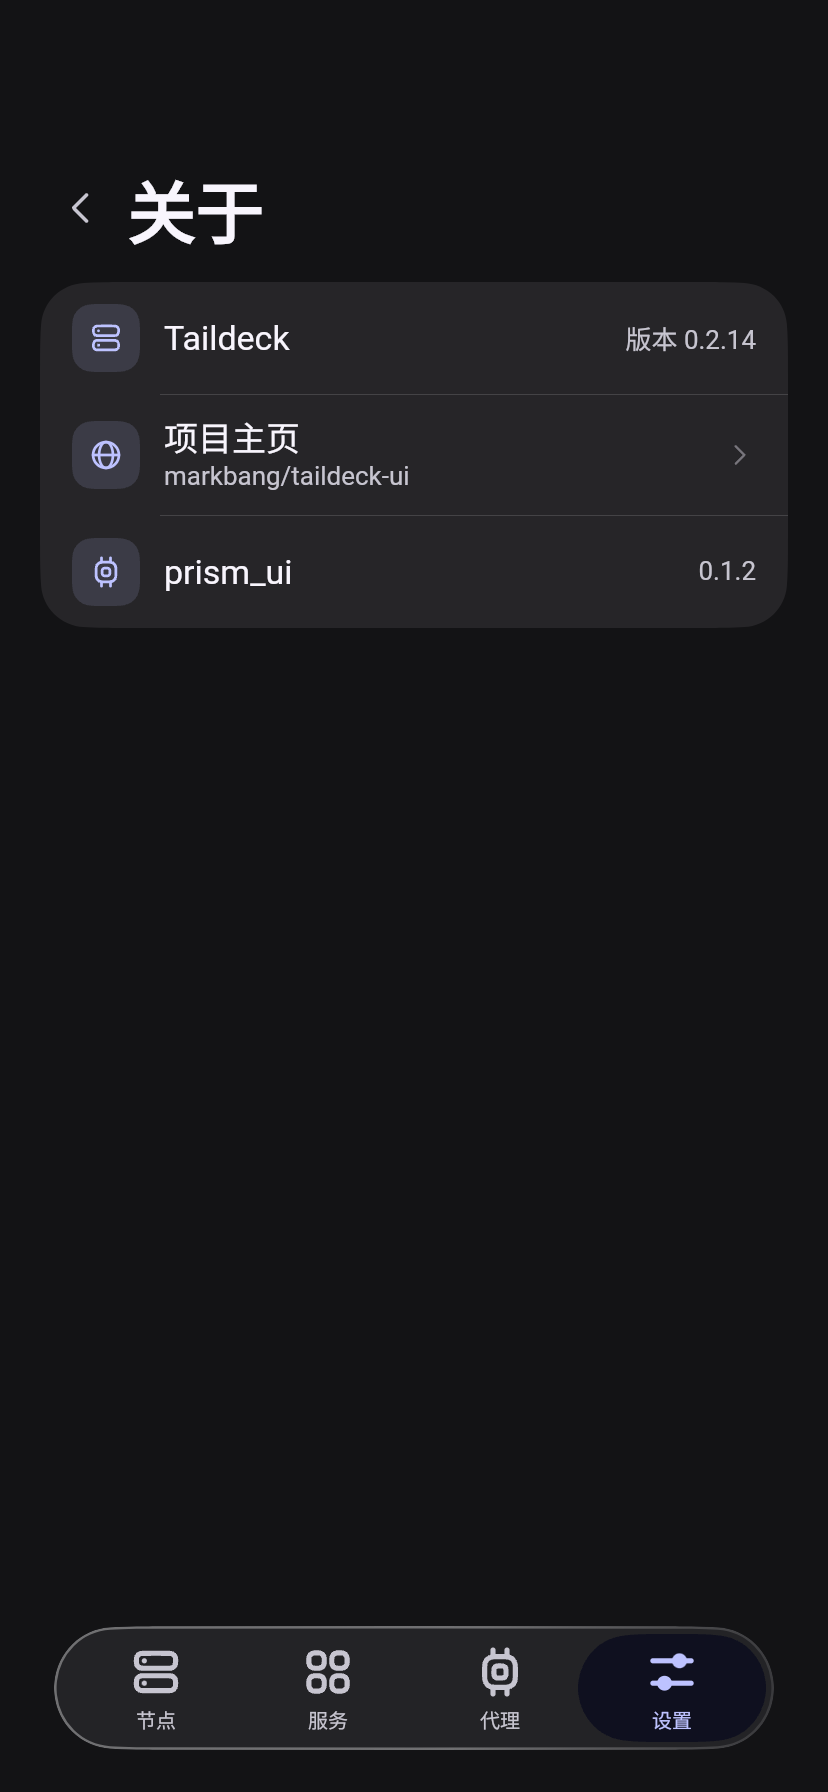 关于
Taildeck 版本 0.2.14
项目主页
markbang/taildeck-ui
prism_ui 0.1.2
节点 服务 代理 设置